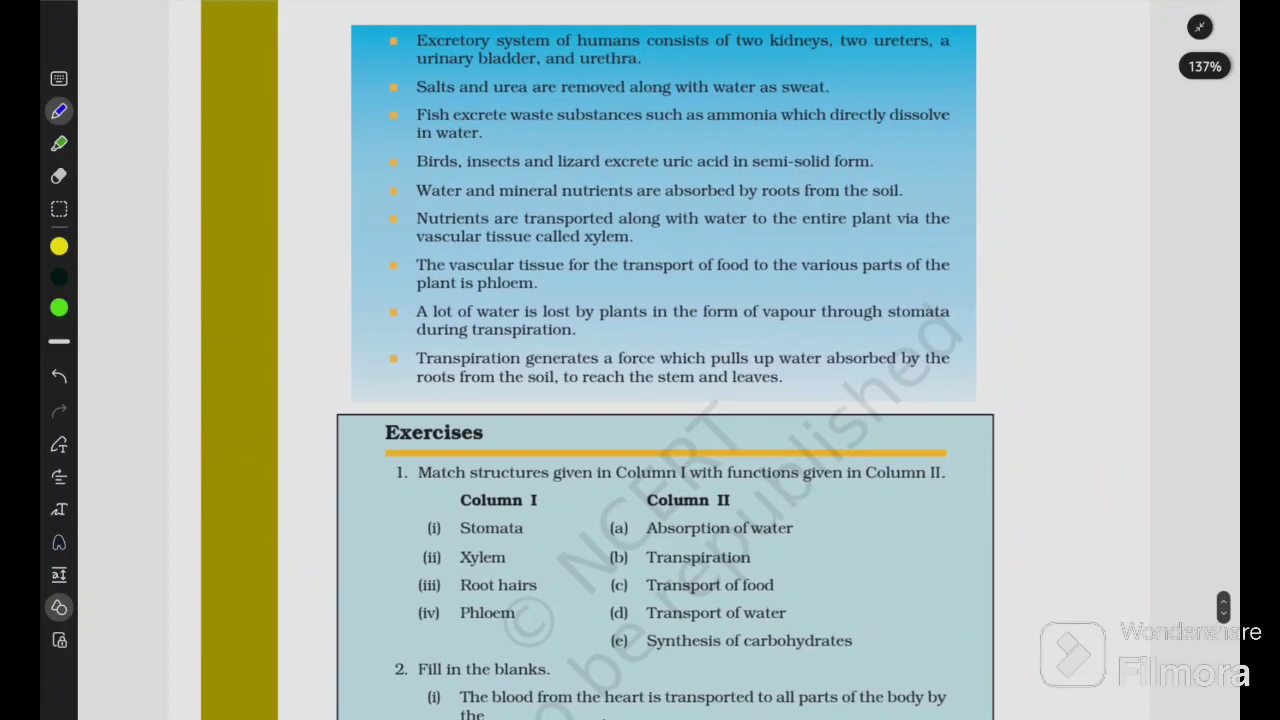 137%
Excretory system of humans consists of two kidneys, two ureters, a
urinary bladder, and urethra.
Salts and urea are removed along with water as sweat.
Fish excrete waste substances such as ammonia which directly dissolve
in water.
Birds, insects and lizard excrete uric acid in semi-solid form.
Water and mineral nutrients are absorbed by roots from the soil.
Nutrients are transported along with water to the entire plant via the
vascular tissue called xylem.
The vascular tissue for the transport of food to the various parts of the
plant is phloem.
A lot of water is lost by plants in the form of vapour through stomata
during transpiration.
Transpiration generates a force which pulls up water absorbed by the
roots from the soil, to reach the stem and leaves.
Exercises
1. Match structures given in Column I with functions given in Column II.
Column I Column II
(i) Stomata (a) Absorption of water
(ii) Xylem (b) Transpiration
(iii) Root hairs (c) Transport of food
(iv) Phloem (d) Transport of water
(e) Synthesis of carbohydrates
2. Fill in the blanks.
(i) The blood from the heart is transported to all parts of the body by
the
© NCERT
be republished
Wondershare
Filmora